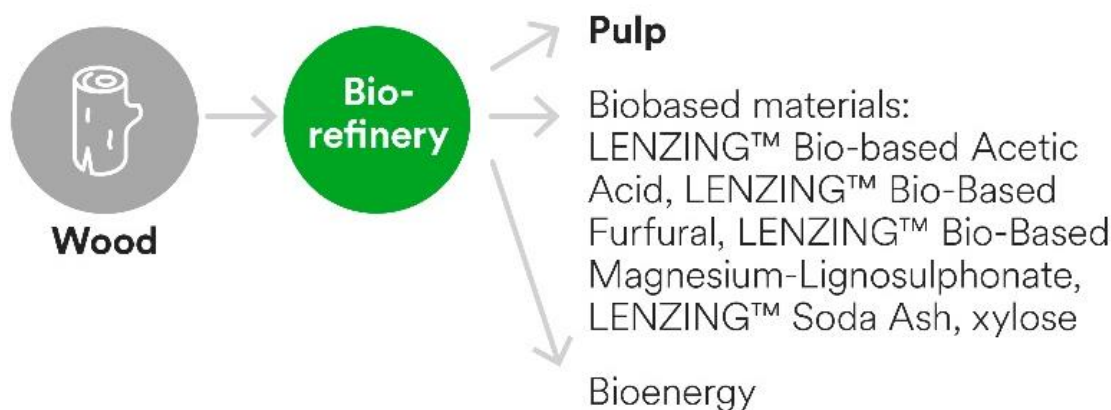 Wood
Bio-
refinery
Pulp
Biobased materials:
LENZING™ Bio-based Acetic
Acid, LENZING™ Bio-Based
Furfural, LENZING™ Bio-Based
Magnesium-Lignosulphonate,
LENZING™ Soda Ash, xylose
Bioenergy